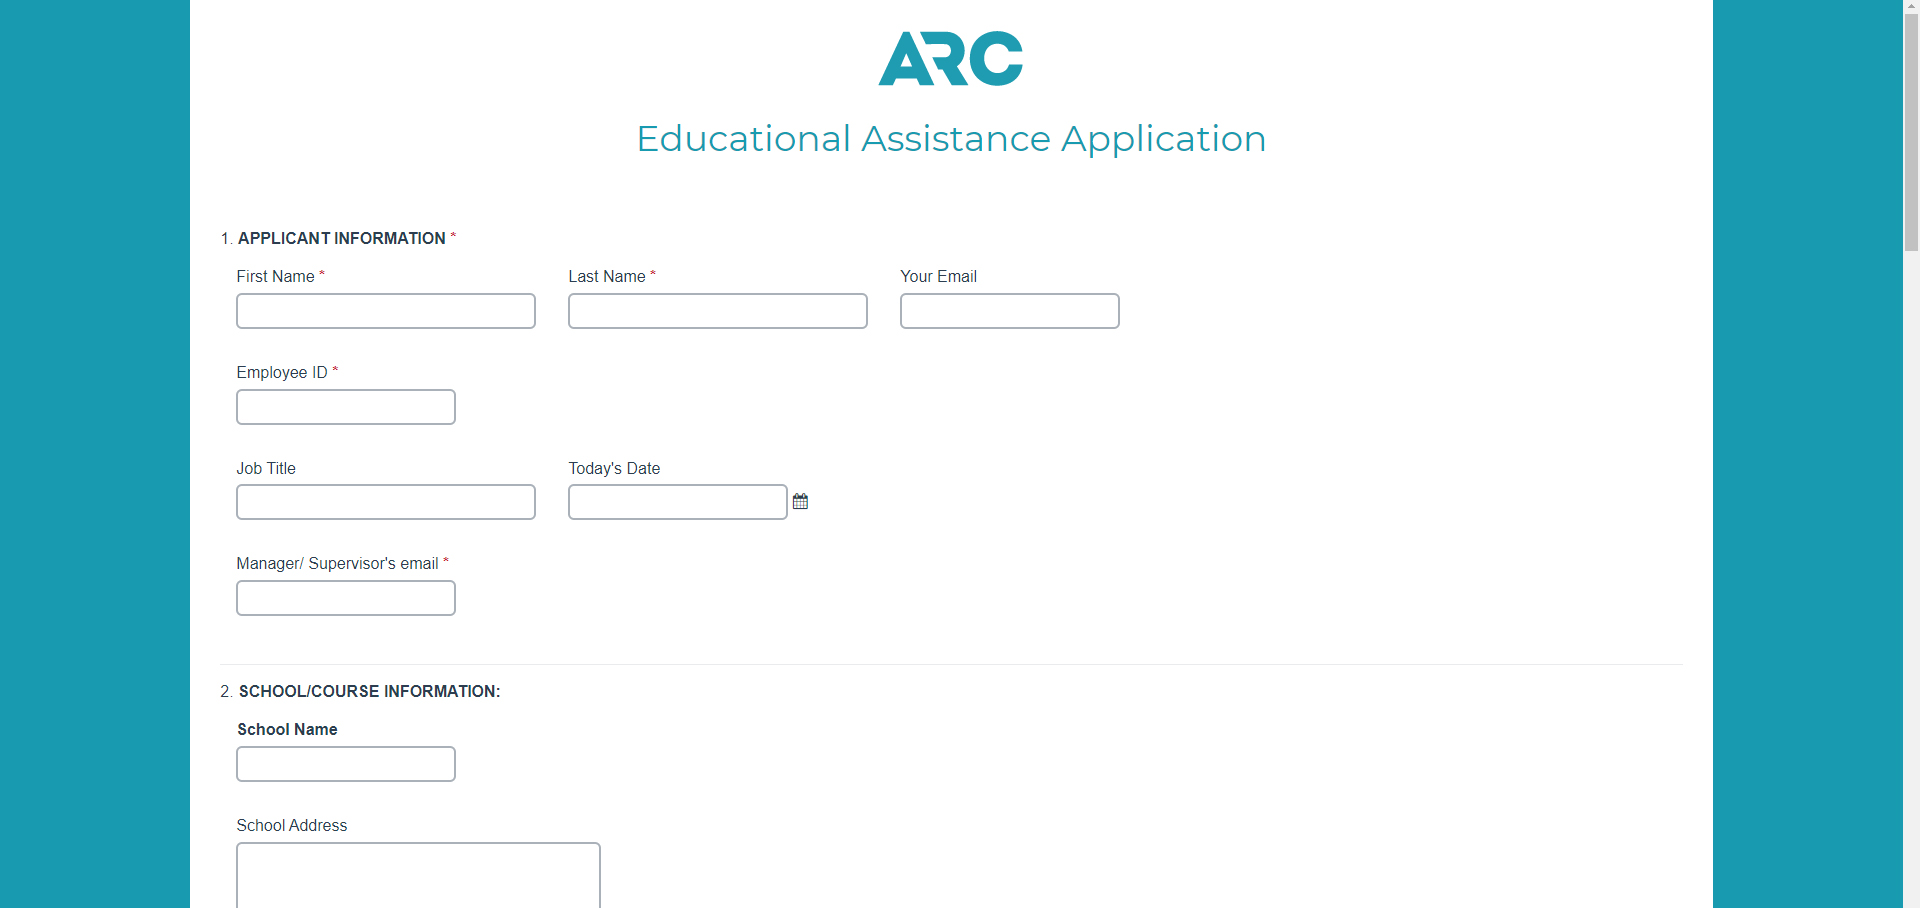 ARC
Educational Assistance Application
1. APPLICANT INFORMATION *
First Name * Last Name * Your Email
Employee ID *
Job Title Today's Date
Manager/ Supervisor's email *
2. SCHOOL/COURSE INFORMATION:
School Name
School Address